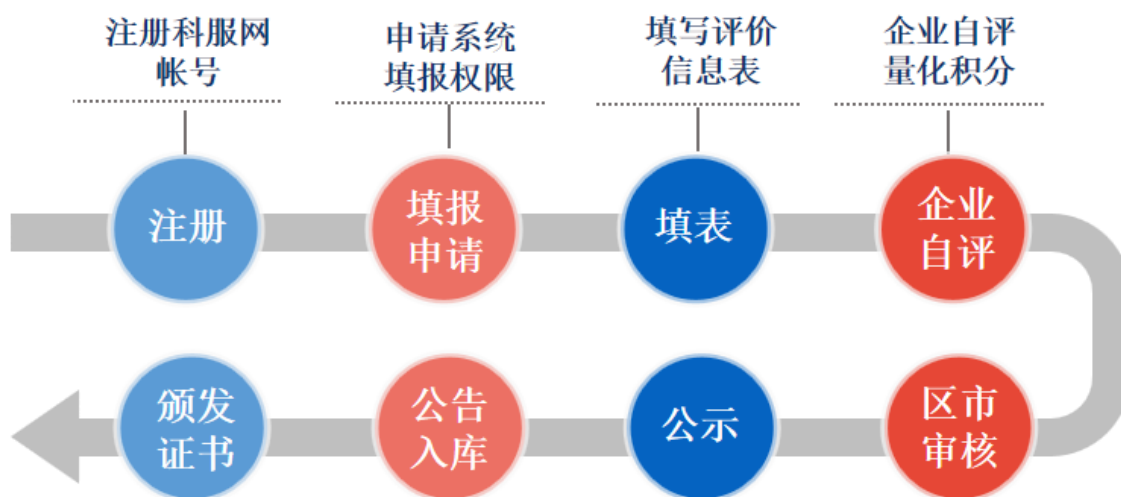 注册科服网
帐号
申请系统
填报权限
填写评价
信息表
企业自评
量化积分
注册
填报
申请
填表
企业
自评
区市
审核
公示
公告
入库
颁发
证书